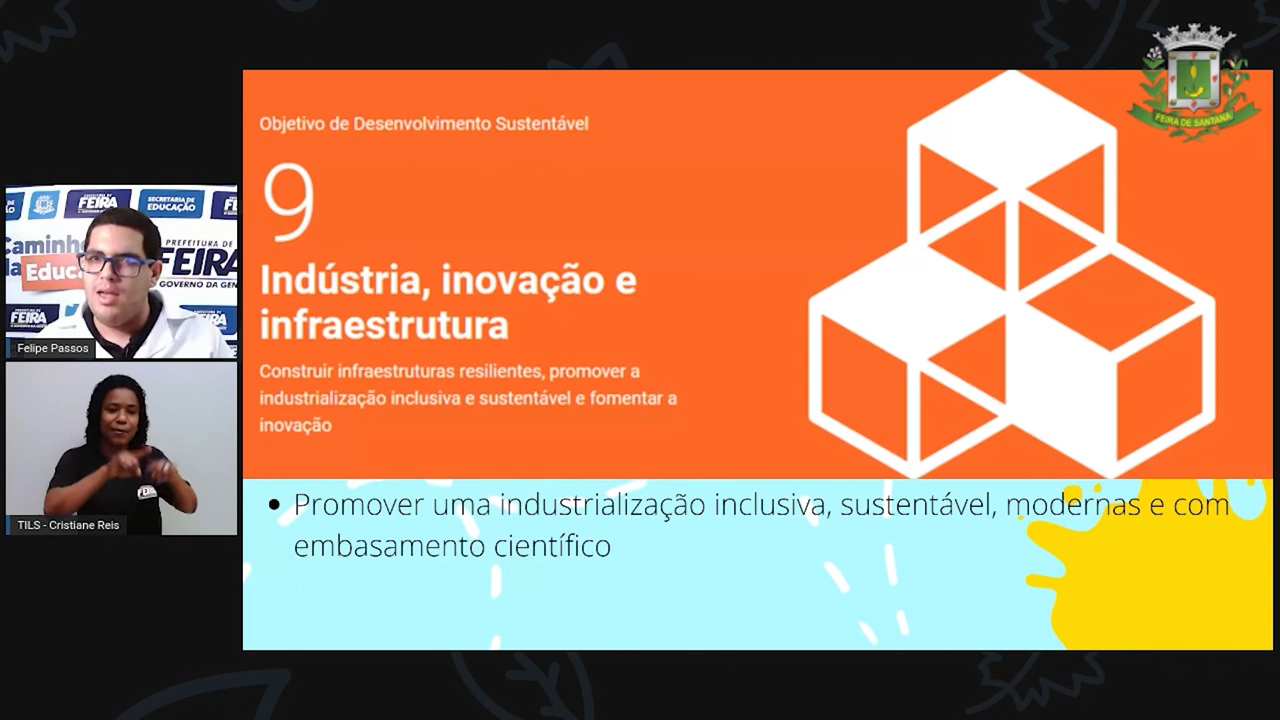 FEIRA DE SANTANA
Objetivo de Desenvolvimento Sustentável
9
Indústria, inovação e
infraestrutura
Construir infraestruturas resilientes, promover a
industrialização inclusiva e sustentável e fomentar a
inovação
Promover uma industrialização inclusiva, sustentável, modernas e com
embasamento científico
FEIRA
SECRETARIA DE
EDUCAÇÃO
PREFEITURA DE
FEIRA
FEIRA
Felipe Passos
TILS - Cristiane Reis